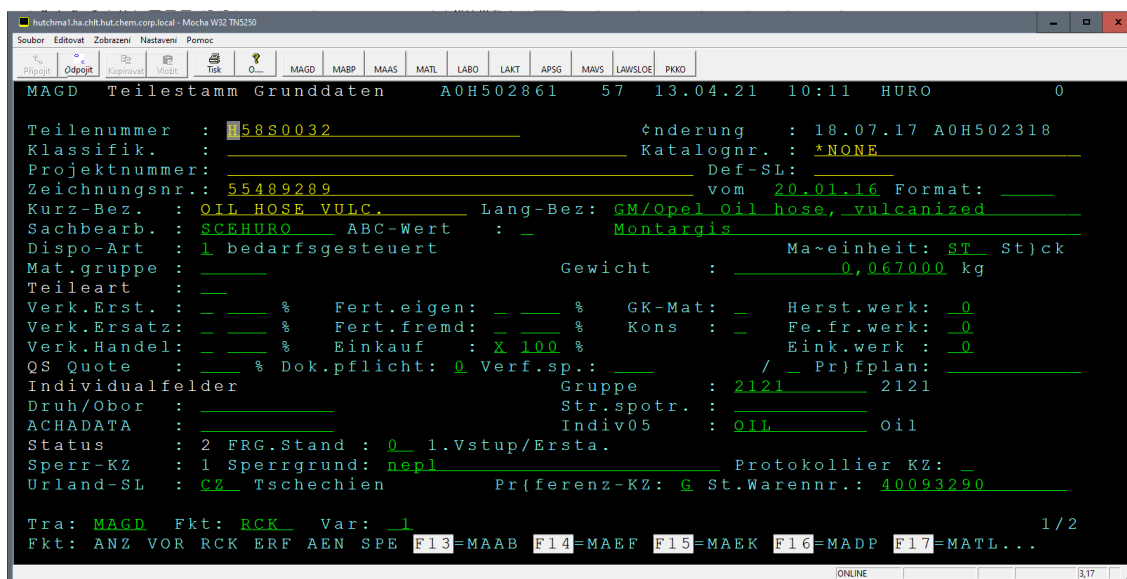 hutchma1.ha.chlt.hut.chem.corp.local - Mocha W32 TN5250
Soubor Editovat Zobrazení Nastavení Pomoc
Připojit Odpojit Kopírovat Vložit Tisk O.... MAGD MABP MAAS MATL LABO LAKT APSG MAVS LAWSLOE PKKO
MAGD Teilestamm Grunddaten A0H502861 57 13.04.21 10:11 HURO 0
Teilenummer : H58S0032 ¢nderung : 18.07.17 A0H502318
Klassifik. : Katalognr. : *NONE
Projektnummer: Def-SL:
Zeichnungsnr.: 55489289 vom 20.01.16 Format:
Kurz-Bez. : OIL HOSE VULC. Lang-Bez: GM/Opel Oil hose, vulcanized
Sachbearb. : SCEHURO ABC-Wert : Montargis
Dispo-Art : 1 bedarfsgesteuert Ma~einheit: ST St}ck
Mat.gruppe : Gewicht : 0,067000 kg
Teileart :
Verk.Erst. : % Fert.eigen: % GK-Mat: Herst.werk: 0
Verk.Ersatz: % Fert.fremd: % Kons : Fe.fr.werk: 0
Verk.Handel: % Einkauf : X 100 % Eink.werk : 0
QS Quote : % Dok.pflicht: 0 Verf.sp.: / Pr}fplan:
Individualfelder Gruppe : 2121 2121
Druh/Obor : Str.spotr. :
ACHADATA : Indiv05 : OIL Oil
Status : 2 FRG.Stand : 0 1.Vstup/Ersta.
Sperr-KZ : 1 Sperrgrund: nepl Protokollier KZ:
Urland-SL : CZ Tschechien Pr{ferenz-KZ: G St.Warennr.: 40093290
Tra: MAGD Fkt: RCK Var: 1 1/2
Fkt: ANZ VOR RCK ERF AEN SPE F13=MAAB F14=MAEF F15=MAEK F16=MADP F17=MATL...
ONLINE 3,17